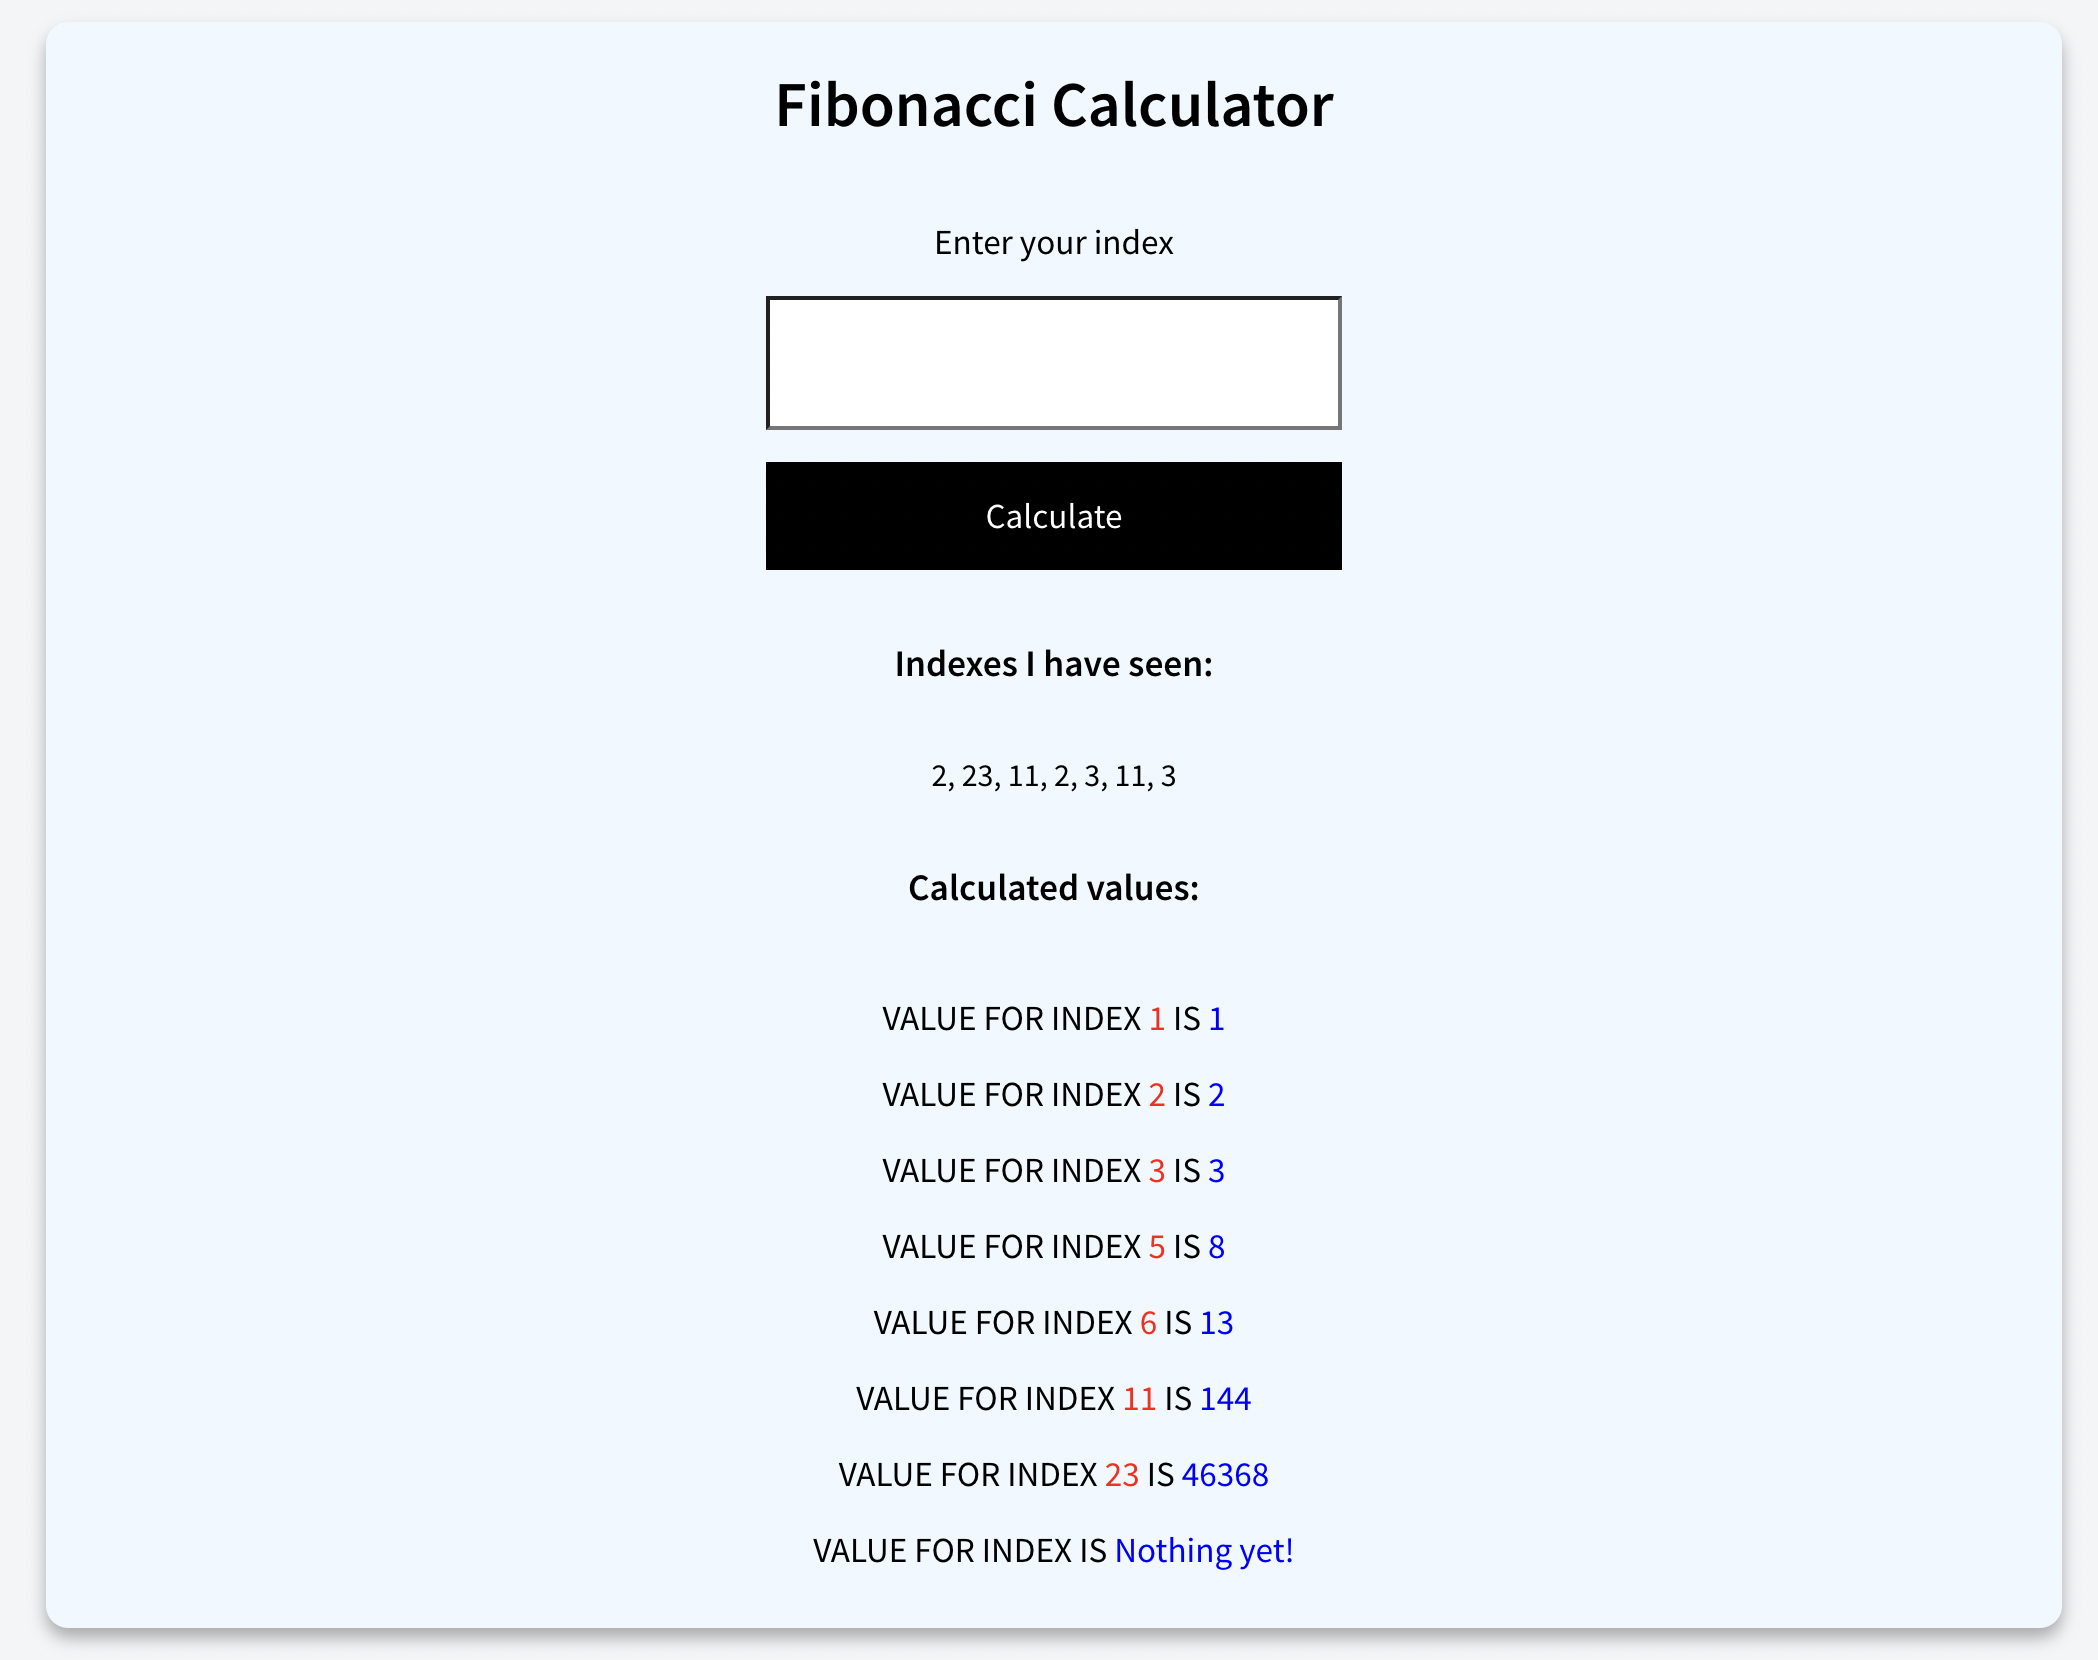 Fibonacci Calculator
Enter your index
Calculate
Indexes I have seen:
2, 23, 11, 2, 3, 11, 3
Calculated values:
VALUE FOR INDEX 1 IS 1
VALUE FOR INDEX 2 IS 2
VALUE FOR INDEX 3 IS 3
VALUE FOR INDEX 5 IS 8
VALUE FOR INDEX 6 IS 13
VALUE FOR INDEX 11 IS 144
VALUE FOR INDEX 23 IS 46368
VALUE FOR INDEX IS Nothing yet!